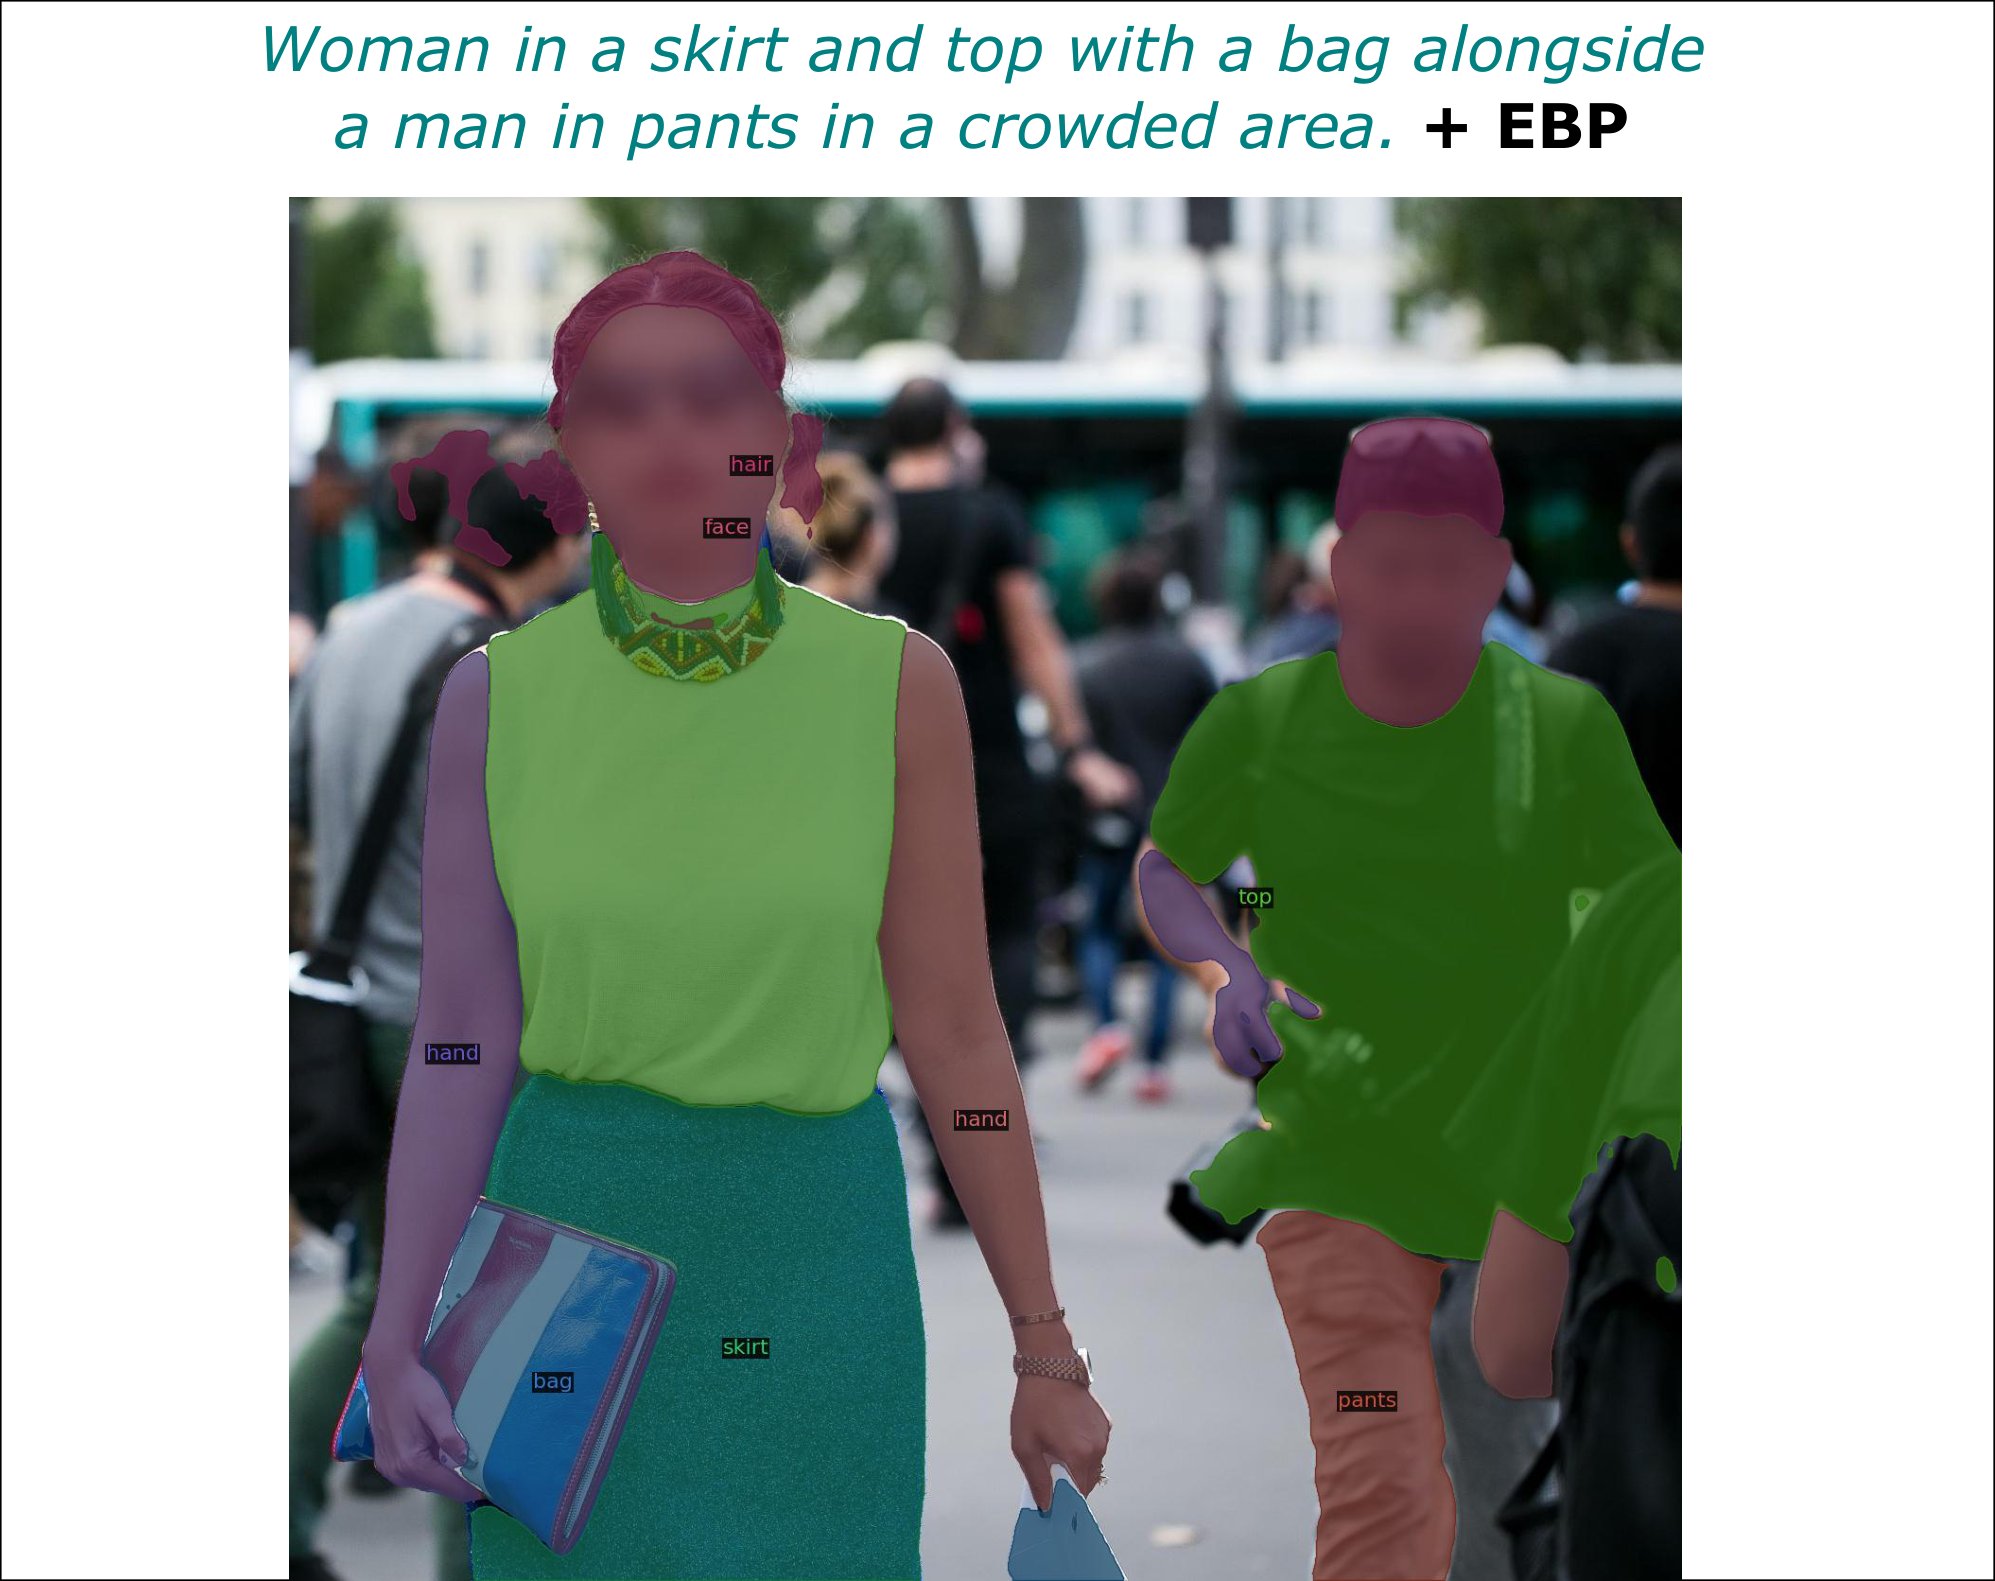 Woman in a skirt and top with a bag alongside
a man in pants in a crowded area. + EBP
hair
face
top
hand
hand
skirt
bag
pants